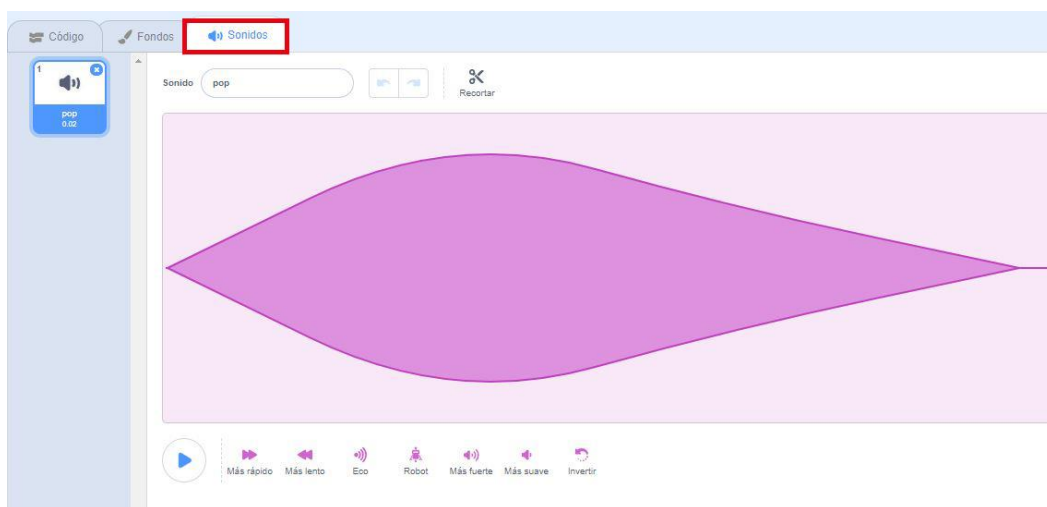 Código Fondos Sonidos
1
pop
0.02
Sonido pop
Recortar
Más rápido Más lento Eco Robot Más fuerte Más suave Invertir